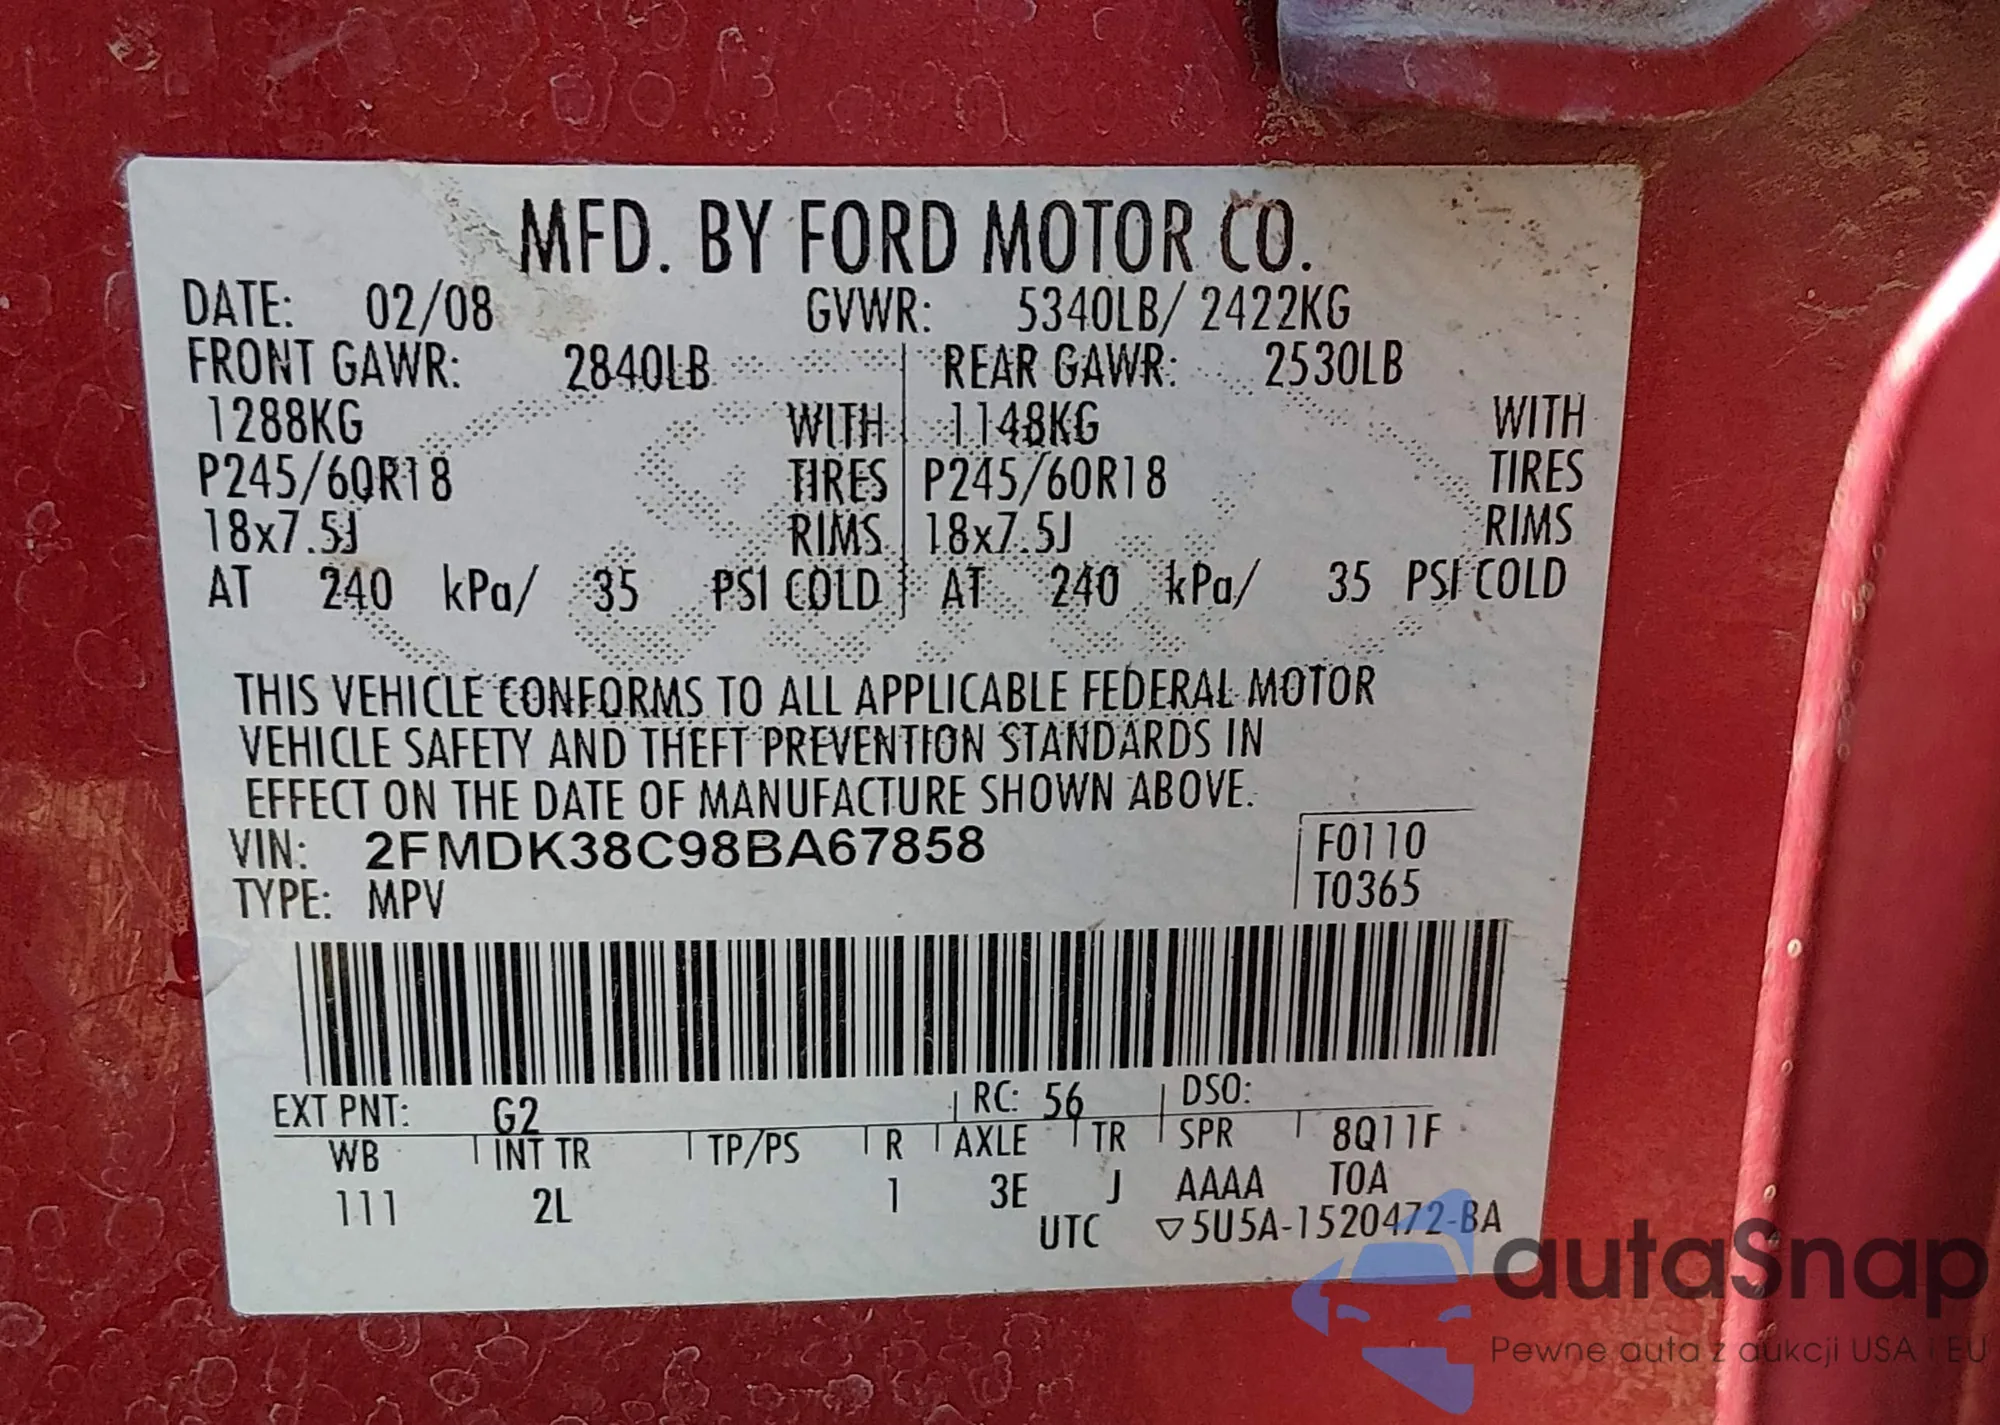 MFD. BY FORD MOTOR CO.
DATE: 02/08 GVWR: 5340LB/ 2422KG
FRONT GAWR: 2840LB REAR GAWR: 2530LB
1288KG WITH 1148KG WITH
P245/60R18 TIRES P245/60R18 TIRES
18x7.5J RIMS 18x7.5J RIMS
AT 240 kPa/ 35 PSI COLD AT 240 kPa/ 35 PSI COLD
THIS VEHICLE CONFORMS TO ALL APPLICABLE FEDERAL MOTOR
VEHICLE SAFETY AND THEFT PREVENTION STANDARDS IN
EFFECT ON THE DATE OF MANUFACTURE SHOWN ABOVE.
VIN: 2FMDK38C98BA67858 F0110
TYPE: MPV T0365
EXT PNT: G2 RC: 56 DSO:
WB INT TR TP/PS R AXLE TR SPR 8Q11F
111 2L 1 3E J AAAA TOA
UTC ▽5U5A-1520472-BA
autaSnap
Pewne auta z aukcji USA i EU